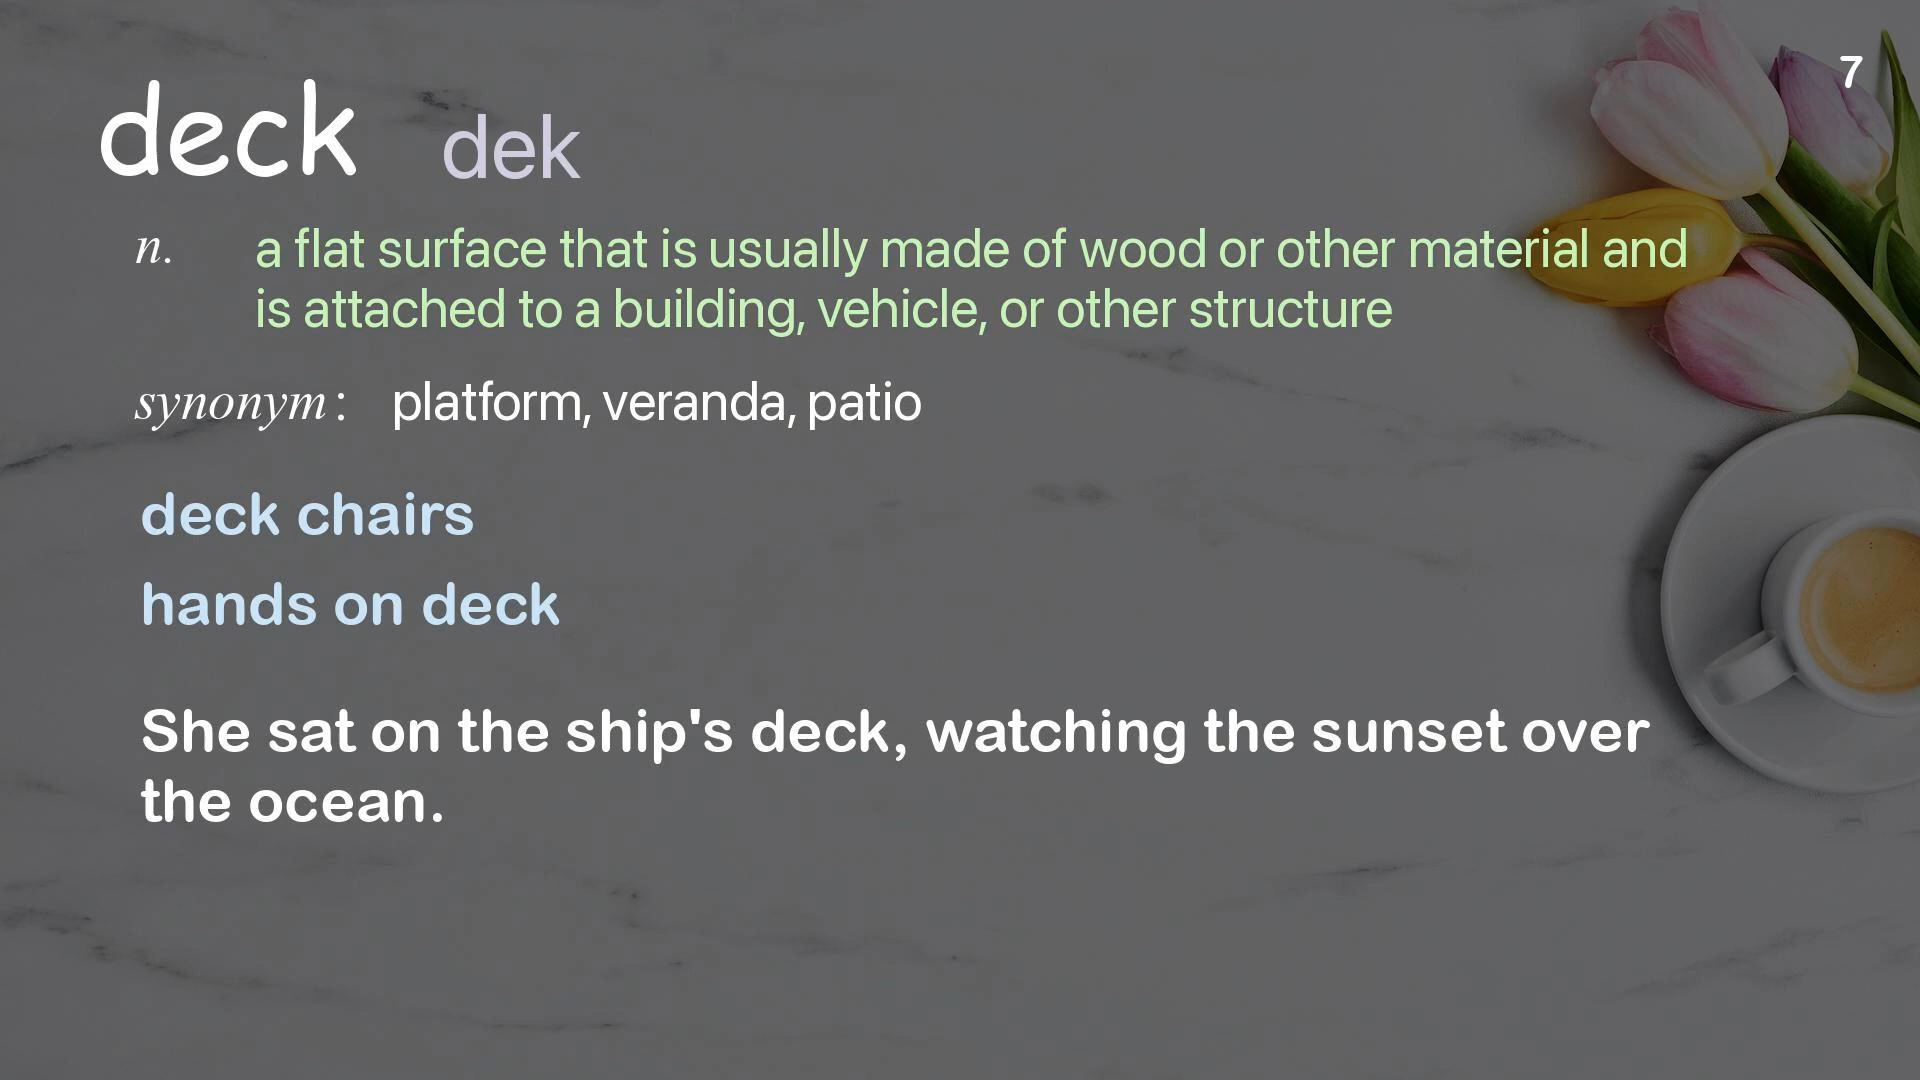 7
deck dek
n. a flat surface that is usually made of wood or other material and
is attached to a building, vehicle, or other structure
synonym: platform, veranda, patio
deck chairs
hands on deck
She sat on the ship's deck, watching the sunset over
the ocean.